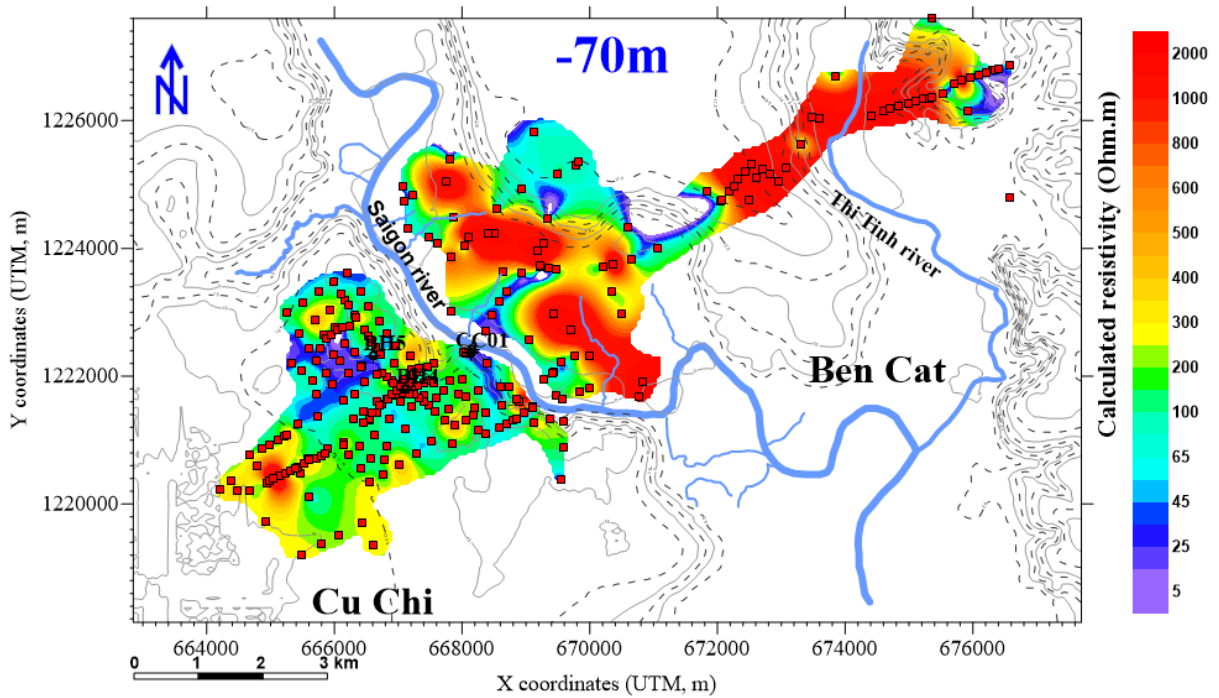 -70m
N
Calculated resistivity (Ohm.m)
2000
1000
800
600
500
400
300
200
100
65
45
25
5
Y coordinates (UTM, m)
1226000
1224000
1222000
1220000
Saigon river
Thi Tinh river
CC01
Ben Cat
Cu Chi
664000
666000
668000
670000
672000
674000
676000
0 1 2 3 km
X coordinates (UTM, m)